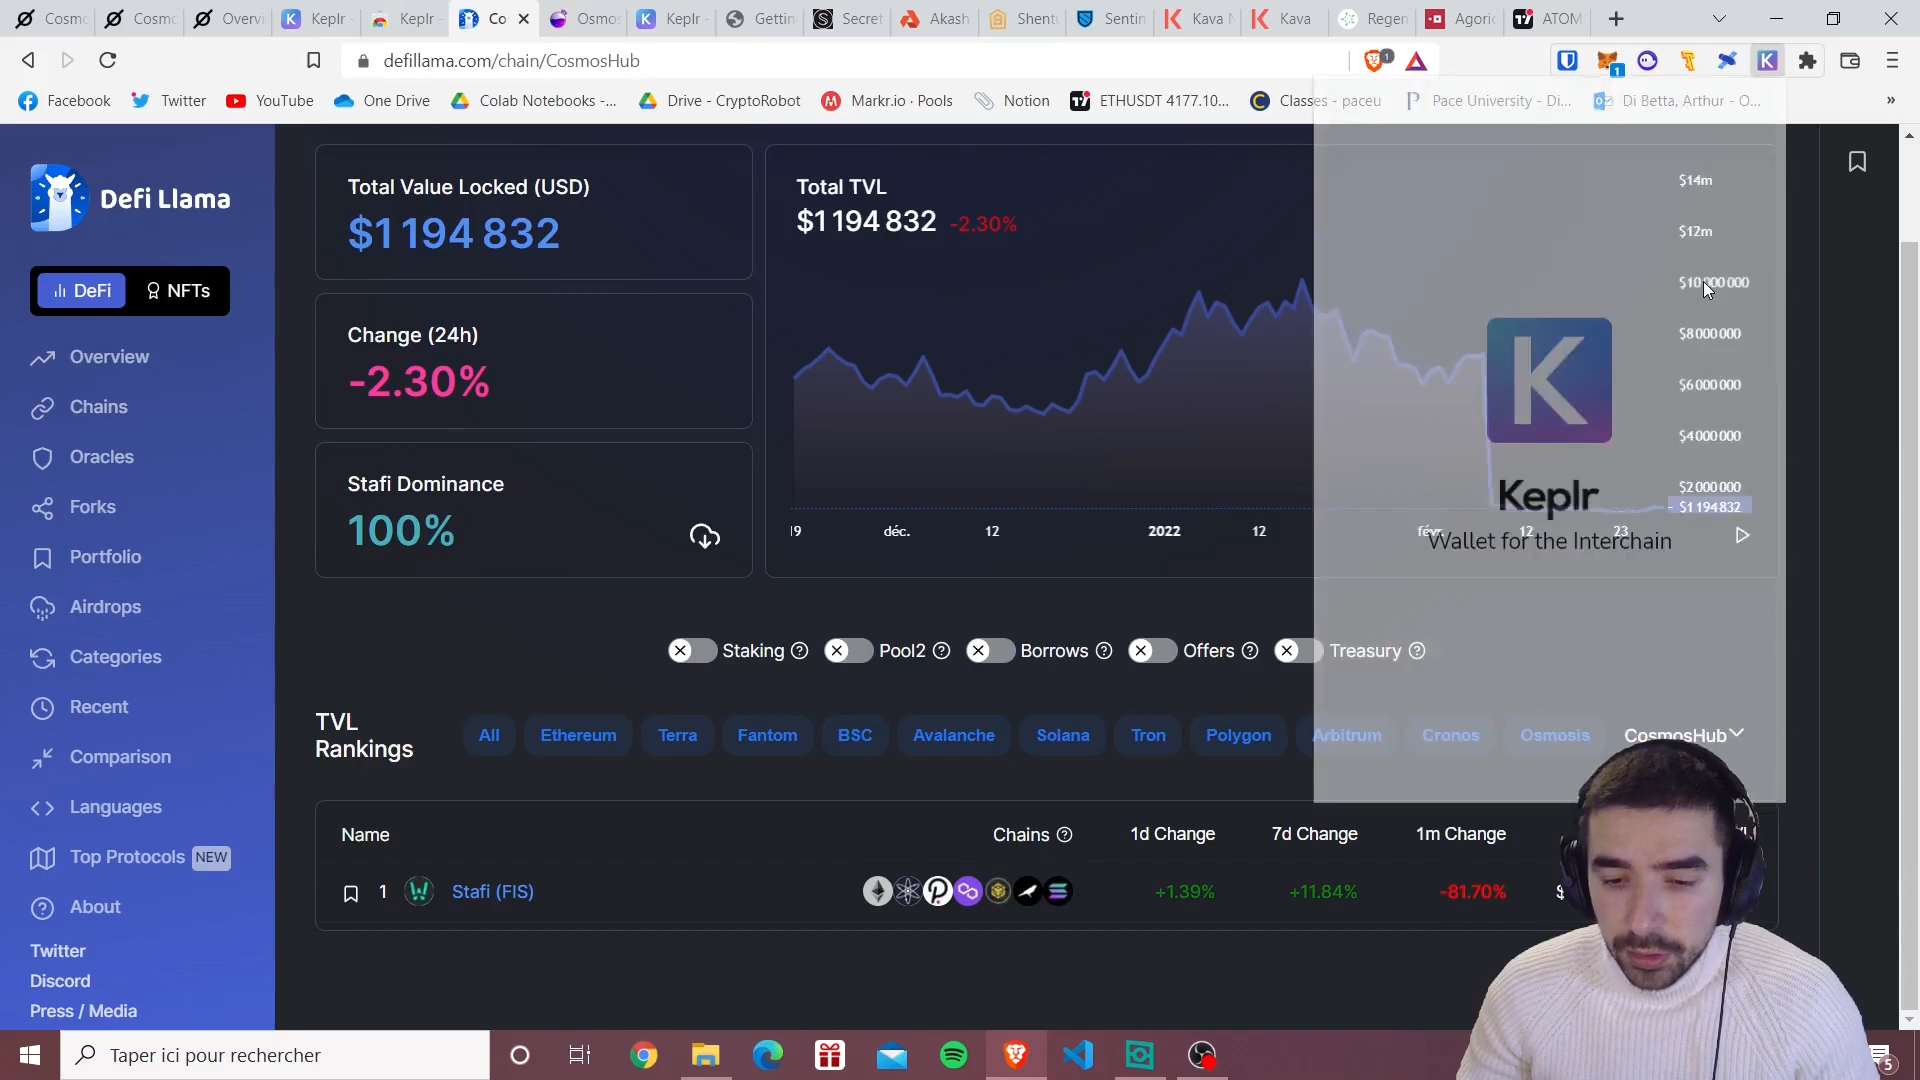 Cosmo
Cosmo
Overvi
Keplr -
Keplr -
Co
Osmos
Keplr -
Gettin
Secret
Akash
Shentu
Sentin
Kava N
Kava
Regen
Agoric
ATOM
defillama.com/chain/CosmosHub
1
1
Facebook
Twitter
YouTube
One Drive
Colab Notebooks -...
Drive - CryptoRobot
Markr.io · Pools
Notion
ETHUSDT 4177.10...
Classes - paceu
Pace University - Di...
Di Betta, Arthur - O...
»
Defi Llama
DeFi
NFTs
Overview
Chains
Oracles
Forks
Portfolio
Airdrops
Categories
Recent
Comparison
Languages
Top Protocols NEW
About
Twitter
Discord
Press / Media
Total Value Locked (USD)
$1 194 832
Change (24h)
-2.30%
Stafi Dominance
100%
Total TVL
$1 194 832 -2.30%
$14m
$12m
$10 000 000
$8 000 000
$6 000 000
$4 000 000
$2 000 000
$1 194 832
19 déc. 12 2022 12 févr. 12 23
K
Keplr
Wallet for the Interchain
Staking
Pool2
Borrows
Offers
Treasury
TVL
Rankings
All
Ethereum
Terra
Fantom
BSC
Avalanche
Solana
Tron
Polygon
Arbitrum
Cronos
Osmosis
CosmosHub
Name
Chains
1d Change
7d Change
1m Change
1
Stafi (FIS)
+1.39%
+11.84%
-81.70%
Taper ici pour rechercher
5